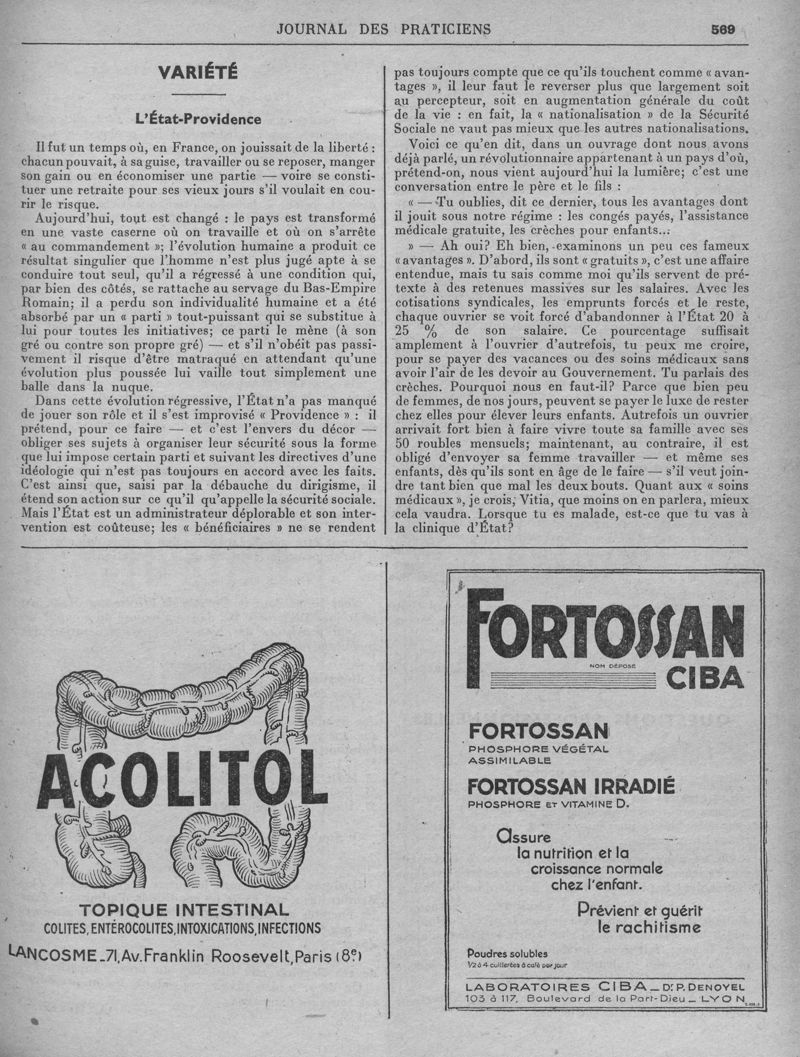 JOURNAL DES PRATICIENS 569
VARIÉTÉ
L'État-Providence
Il fut un temps où, en France, on jouissait de la liberté :
chacun pouvait, à sa guise, travailler ou se reposer, manger
son gain ou en économiser une partie — voire se consti-
tuer une retraite pour ses vieux jours s'il voulait en cou-
rir le risque.
Aujourd'hui, tout est changé : le pays est transformé
en une vaste caserne où on travaille et où on s'arrête
« au commandement »; l'évolution humaine a produit ce
résultat singulier que l'homme n'est plus jugé apte à se
conduire tout seul, qu'il a régressé à une condition qui,
par bien des côtés, se rattache au servage du Bas-Empire
Romain; il a perdu son individualité humaine et a été
absorbé par un « parti » tout-puissant qui se substitue à
lui pour toutes les initiatives; ce parti le mène (à son
gré ou contre son propre gré) — et s'il n'obéit pas passi-
vement il risque d'être matraqué en attendant qu'une
évolution plus poussée lui vaille tout simplement une
balle dans la nuque.
Dans cette évolution régressive, l'État n'a pas manqué
de jouer son rôle et il s'est improvisé « Providence » : il
prétend, pour ce faire — et c'est l'envers du décor —
obliger ses sujets à organiser leur sécurité sous la forme
que lui impose certain parti et suivant les directives d'une
idéologie qui n'est pas toujours en accord avec les faits.
C'est ainsi que, saisi par la débauche du dirigisme, il
étend son action sur ce qu'il qu'appelle la sécurité sociale.
Mais l'État est un administrateur déplorable et son inter-
vention est coûteuse; les « bénéficiaires » ne se rendent
pas toujours compte que ce qu'ils touchent comme « avan-
tages », il leur faut le reverser plus que largement soit
au percepteur, soit en augmentation générale du coût
de la vie : en fait, la « nationalisation » de la Sécurité
Sociale ne vaut pas mieux que les autres nationalisations.
Voici ce qu'en dit, dans un ouvrage dont nous avons
déjà parlé, un révolutionnaire appartenant à un pays d'où,
prétend-on, nous vient aujourd'hui la lumière; c'est une
conversation entre le père et le fils :
« — Tu oublies, dit ce dernier, tous les avantages dont
il jouit sous notre régime : les congés payés, l'assistance
médicale gratuite, les crèches pour enfants...
» — Ah oui? Eh bien, examinons un peu ces fameux
« avantages ». D'abord, ils sont « gratuits », c'est une affaire
entendue, mais tu sais comme moi qu'ils servent de pré-
texte à des retenues massives sur les salaires. Avec les
cotisations syndicales, les emprunts forcés et le reste,
chaque ouvrier se voit forcé d'abandonner à l'État 20 à
25 % de son salaire. Ce pourcentage suffisait
amplement à l'ouvrier d'autrefois, tu peux me croire,
pour se payer des vacances ou des soins médicaux sans
avoir l'air de les devoir au Gouvernement. Tu parlais des
crèches. Pourquoi nous en faut-il? Parce que bien peu
de femmes, de nos jours, peuvent se payer le luxe de rester
chez elles pour élever leurs enfants. Autrefois un ouvrier
arrivait fort bien à faire vivre toute sa famille avec ses
50 roubles mensuels; maintenant, au contraire, il est
obligé d'envoyer sa femme travailler — et même ses
enfants, dès qu'ils sont en âge de le faire — s'il veut join-
dre tant bien que mal les deux bouts. Quant aux « soins
médicaux », je crois, Vitia, que moins on en parlera, mieux
cela vaudra. Lorsque tu es malade, est-ce que tu vas à
la clinique d'État?
ACOLITOL
TOPIQUE INTESTINAL
COLITES, ENTÉROCOLITES, INTOXICATIONS, INFECTIONS
LANCOSME_71, Av. Franklin Roosevelt, Paris (8e)
FORTOSSAN
NOM DÉPOSÉ
CIBA
FORTOSSAN
PHOSPHORE VÉGÉTAL
ASSIMILABLE
FORTOSSAN IRRADIÉ
PHOSPHORE ET VITAMINE D.
Assure
la nutrition et la
croissance normale
chez l'enfant.
Prévient et guérit
le rachitisme
Poudres solubles
1/2 à 4 cuillerées à café par jour
LABORATOIRES CIBA_Dr. P. DENOYEL
103 à 117, Boulevard de la Part-Dieu _ LYON